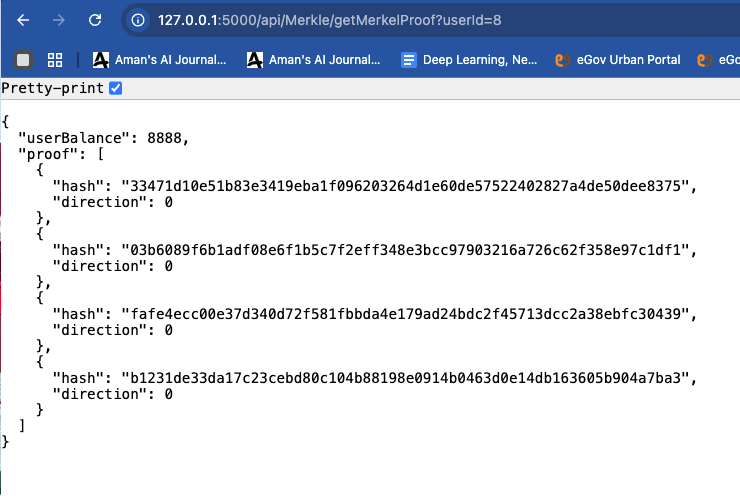 127.0.0.1:5000/api/Merkle/getMerkelProof?userId=8
Aman's AI Journal... Aman's AI Journal... Deep Learning, Ne... eGov Urban Portal eGo
Pretty-print
{
  "userBalance": 8888,
  "proof": [
    {
      "hash": "33471d10e51b83e3419eba1f096203264d1e60de57522402827a4de50dee8375",
      "direction": 0
    },
    {
      "hash": "03b6089f6b1adf08e6f1b5c7f2eff348e3bcc97903216a726c62f358e97c1df1",
      "direction": 0
    },
    {
      "hash": "fafe4ecc00e37d340d72f581fbbda4e179ad24bdc2f45713dcc2a38ebfc30439",
      "direction": 0
    },
    {
      "hash": "b1231de33da17c23cebd80c104b88198e0914b0463d0e14db163605b904a7ba3",
      "direction": 0
    }
  ]
}